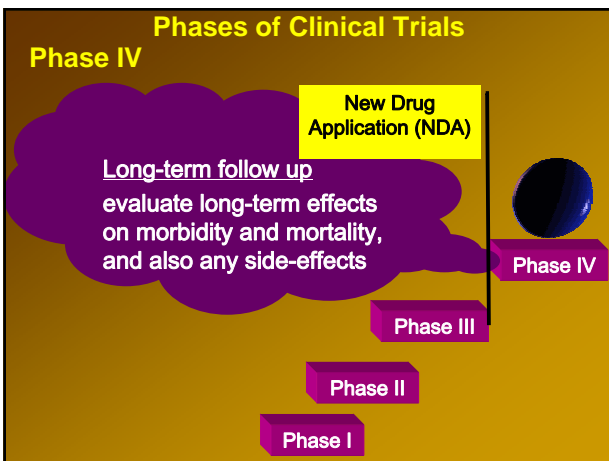 Phases of Clinical Trials
Phase IV
New Drug
Application (NDA)
Long-term follow up
evaluate long-term effects
on morbidity and mortality,
and also any side-effects
Phase IV
Phase III
Phase II
Phase I